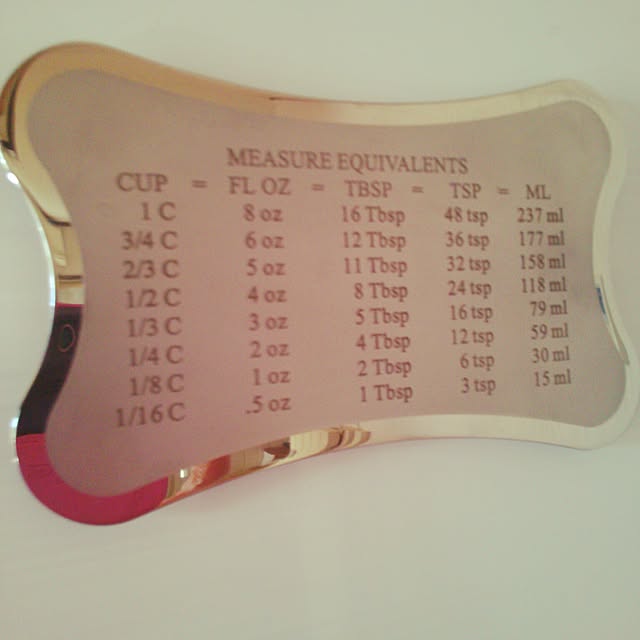 MEASURE EQUIVALENTS
CUP = FL OZ = TBSP = TSP = ML
1 C 8 oz 16 Tbsp 48 tsp 237 ml
3/4 C 6 oz 12 Tbsp 36 tsp 177 ml
2/3 C 5 oz 11 Tbsp 32 tsp 158 ml
1/2 C 4 oz 8 Tbsp 24 tsp 118 ml
1/3 C 3 oz 5 Tbsp 16 tsp 79 ml
1/4 C 2 oz 4 Tbsp 12 tsp 59 ml
1/8 C 1 oz 2 Tbsp 6 tsp 30 ml
1/16 C .5 oz 1 Tbsp 3 tsp 15 ml